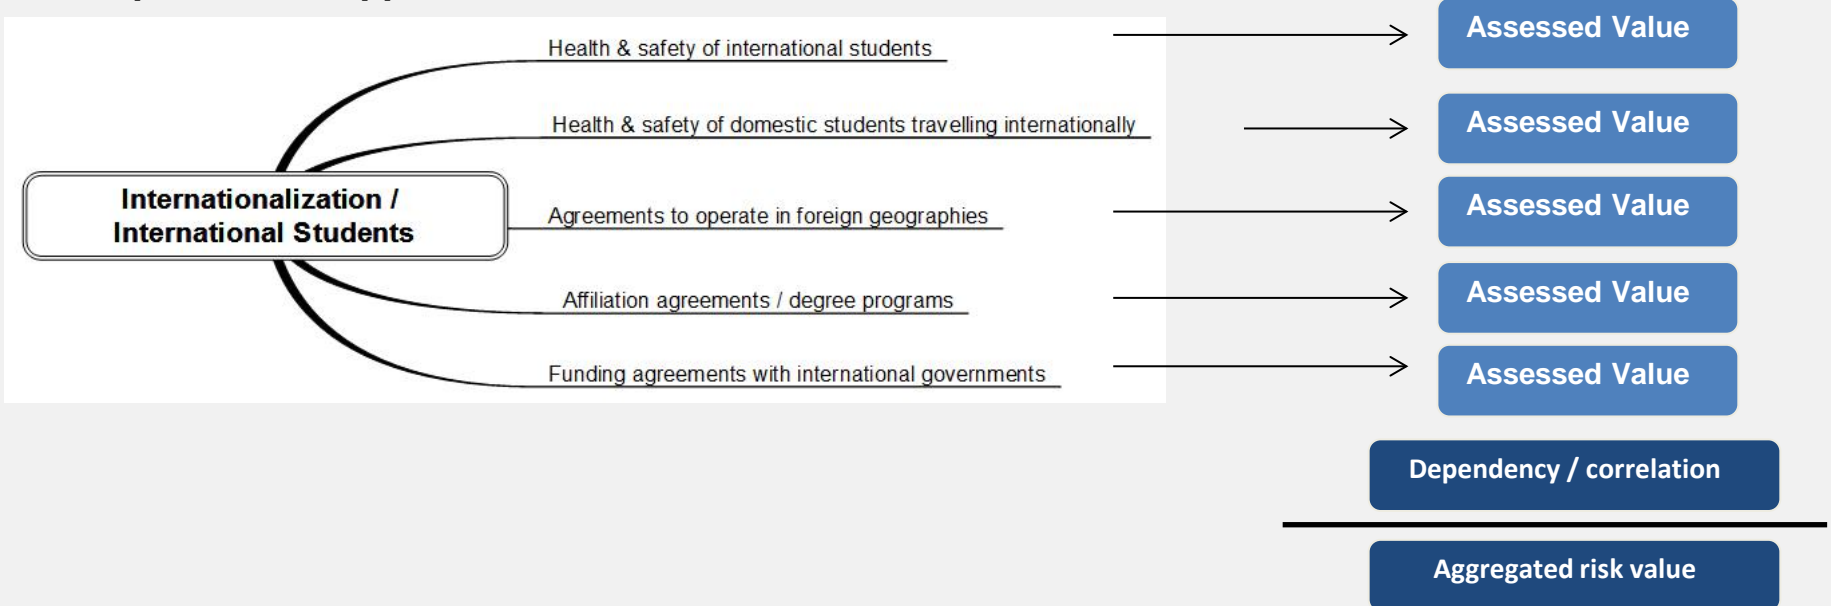 Health & safety of international students
Assessed Value
Health & safety of domestic students travelling internationally
Assessed Value
Internationalization /
International Students
Agreements to operate in foreign geographies
Assessed Value
Affiliation agreements / degree programs
Assessed Value
Funding agreements with international governments
Assessed Value
Dependency / correlation
Aggregated risk value